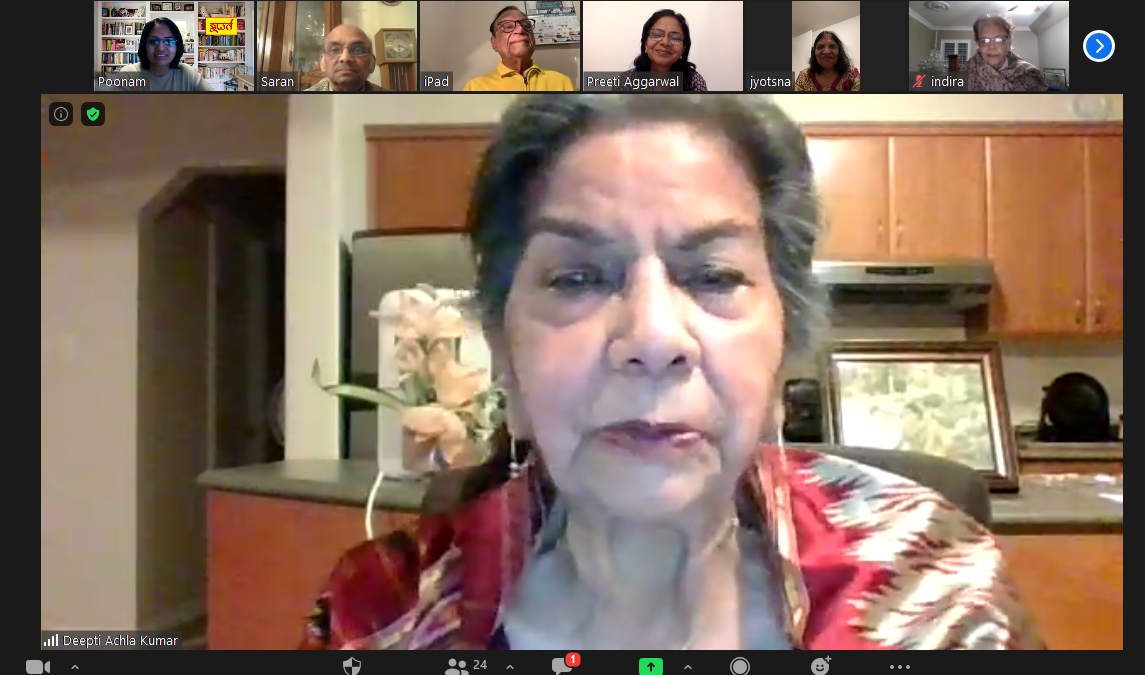 Poonam
Saran
iPad
Preeti Aggarwal
jyotsna
indira
Deepti Achla Kumar
24
1